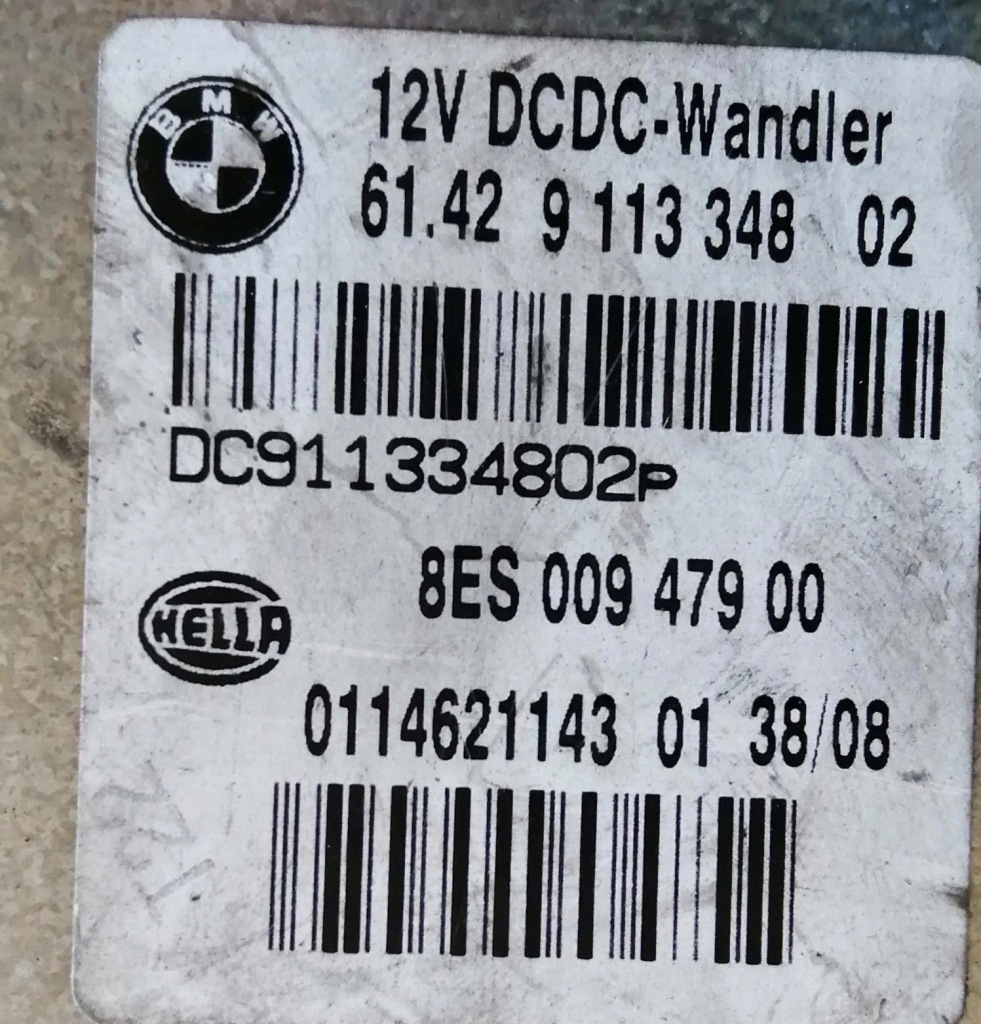 BMW
12V DCDC-Wandler
61.42 9 113 348 02
DC911334802P
8ES 009 479 00
HELLA
0114621143 01 38/08